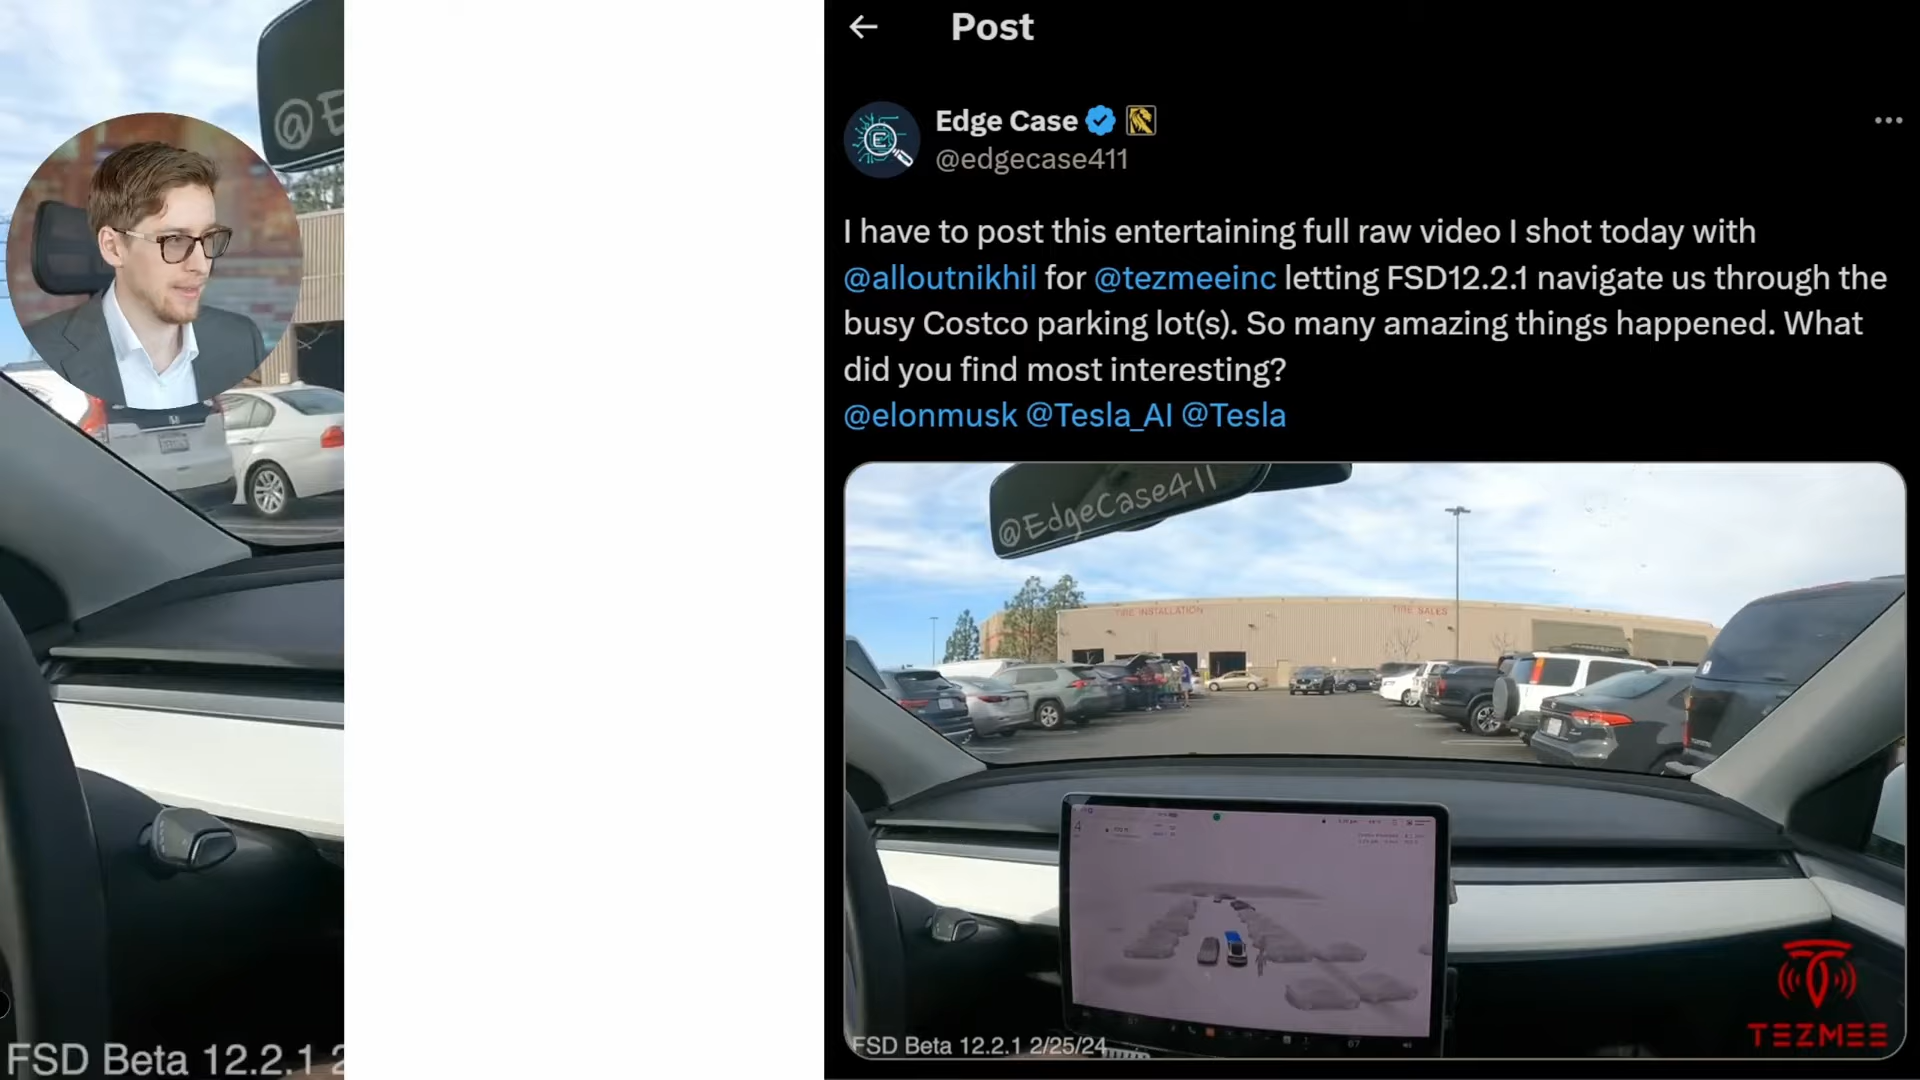 @E
FSD Beta 12.2.1 2
Post
Edge Case
@edgecase411
I have to post this entertaining full raw video I shot today with
@alloutnikhil for @tezmeeinc letting FSD12.2.1 navigate us through the
busy Costco parking lot(s). So many amazing things happened. What
did you find most interesting?
@elonmusk @Tesla_AI @Tesla
@EdgeCase411
TIRE INSTALLATION
TIRE SALES
4
67
FSD Beta 12.2.1 2/25/24
TEZMEE